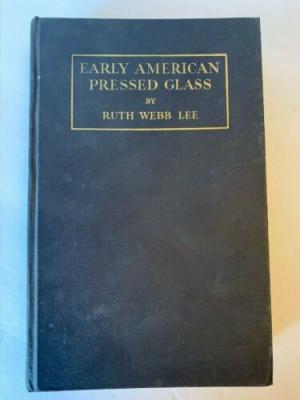 EARLY AMERICAN
PRESSED GLASS
BY
RUTH WEBB LEE